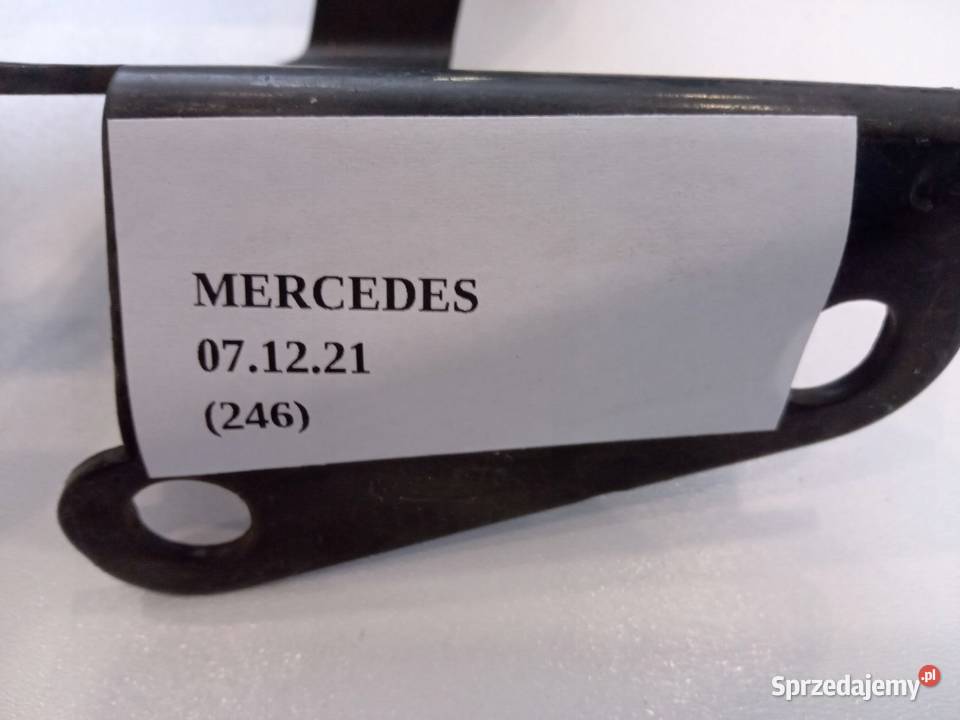 MERCEDES
07.12.21
(246)
Sprzedajemy.pl